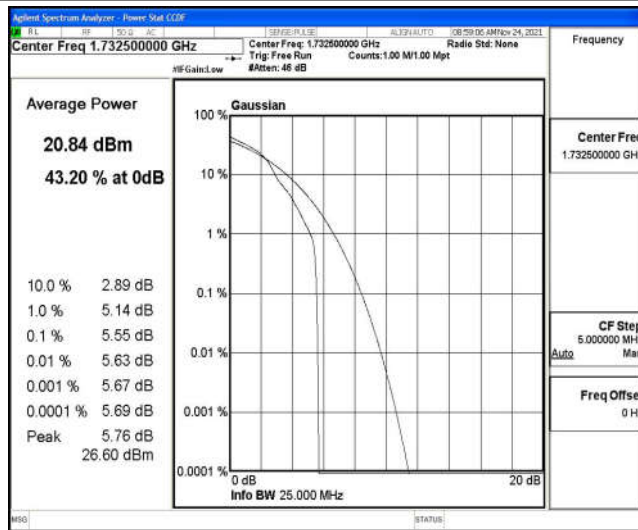 Agilent Spectrum Analyzer - Power Stat CCDF
RL RF 50 Ω AC SENSE:PULSE ALIGN AUTO 08:59:06 AM Nov 24, 2021
Center Freq 1.732500000 GHz
Center Freq: 1.732500000 GHz Radio Std: None
Trig: Free Run Counts:1.00 M/1.00 Mpt
#IFGain:Low #Atten: 46 dB
Frequency
Average Power
20.84 dBm
43.20 % at 0dB
10.0 % 2.89 dB
1.0 % 5.14 dB
0.1 % 5.55 dB
0.01 % 5.63 dB
0.001 % 5.67 dB
0.0001 % 5.69 dB
Peak 5.76 dB
26.60 dBm
Gaussian
100 %
10 %
1 %
0.1 %
0.01 %
0.001 %
0.0001 %
0 dB 20 dB
Info BW 25.000 MHz
Center Fre
1.732500000 GH
CF Step
5.000000 MH
Auto Ma
Freq Offse
0 H
MSG STATUS